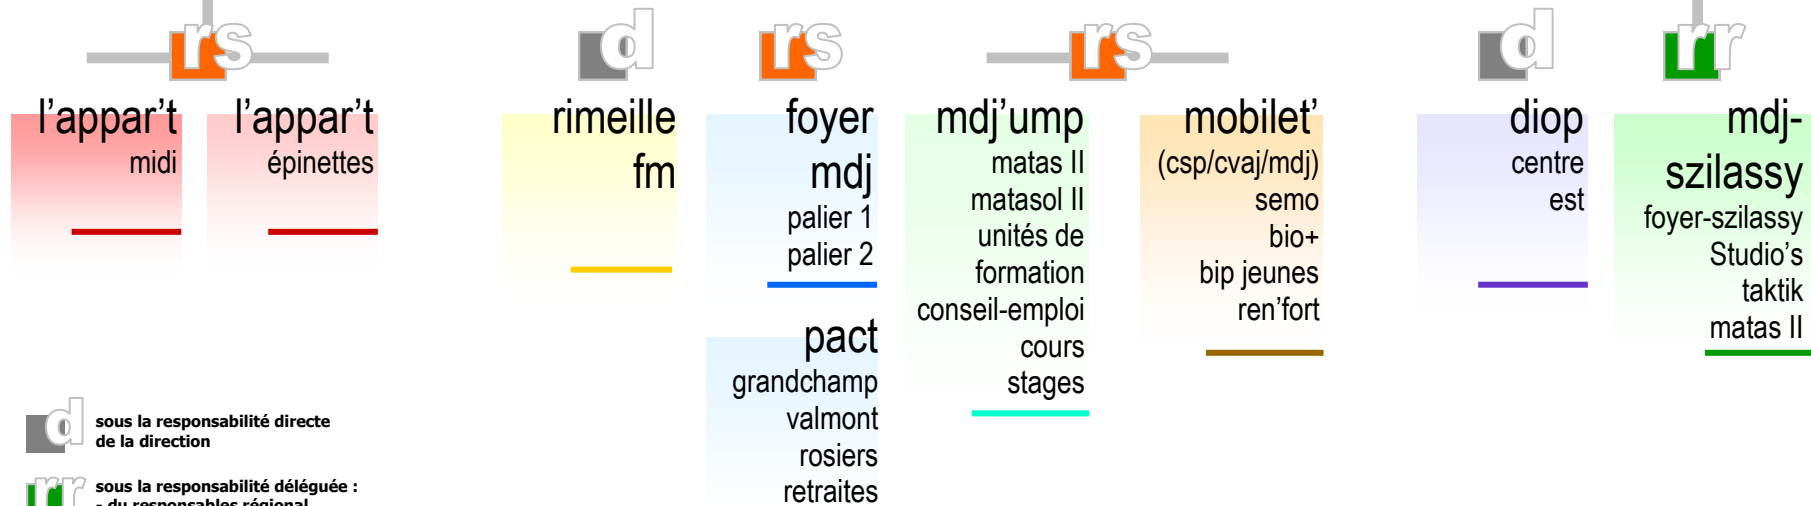 rs
d
rs
rs
d
rr
l’appar’t
midi
l’appar’t
épinettes
rimeille
fm
foyer
mdj
palier 1
palier 2
pact
grandchamp
valmont
rosiers
retraites
mdj’ump
matas II
matasol II
unités de
formation
conseil-emploi
cours
stages
mobilet’
(csp/cvaj/mdj)
semo
bio+
bip jeunes
ren’fort
diop
centre
est
mdj-
szilassy
foyer-szilassy
Studio’s
taktik
matas II
d
sous la responsabilité directe
de la direction
rr
sous la responsabilité déléguée :
- du responsables régional